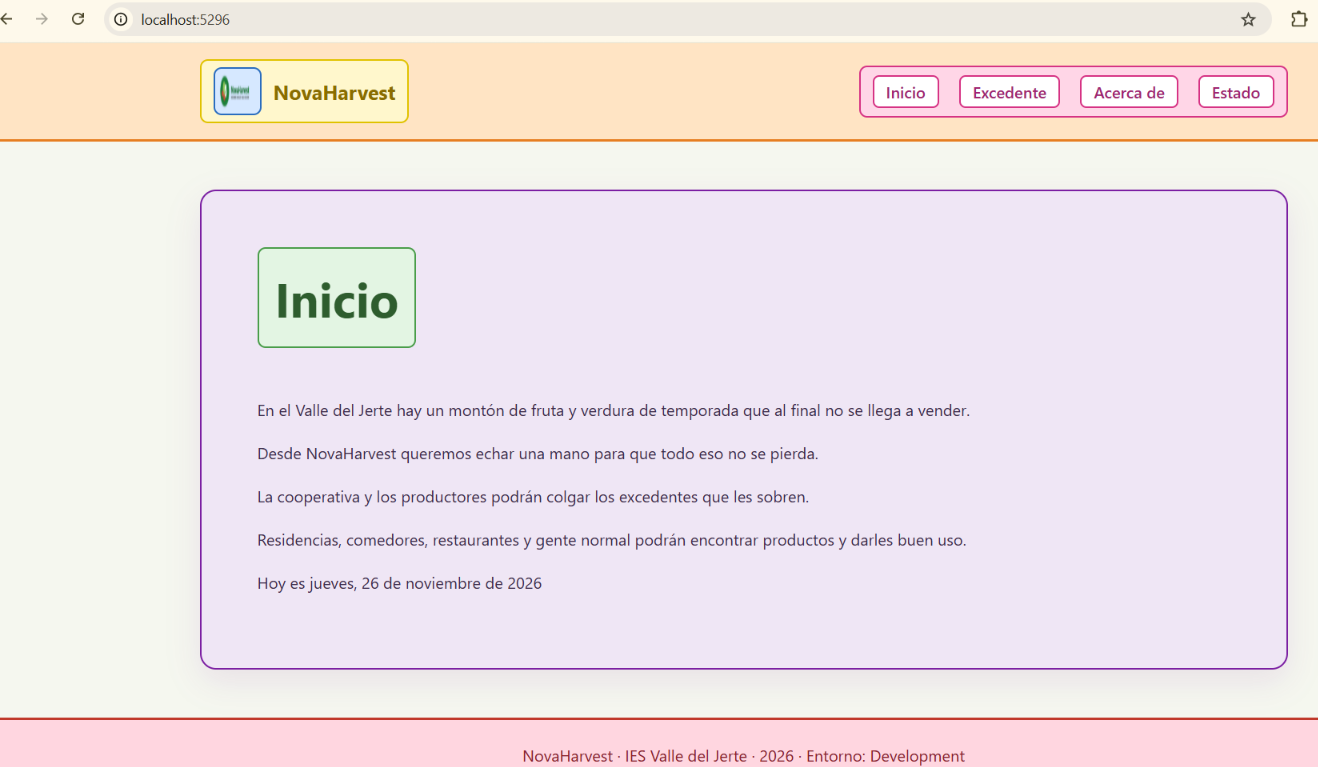 localhost:5296
NovaHarvest
Inicio
Excedente
Acerca de
Estado
Inicio
En el Valle del Jerte hay un montón de fruta y verdura de temporada que al final no se llega a vender.
Desde NovaHarvest queremos echar una mano para que todo eso no se pierda.
La cooperativa y los productores podrán colgar los excedentes que les sobren.
Residencias, comedores, restaurantes y gente normal podrán encontrar productos y darles buen uso.
Hoy es jueves, 26 de noviembre de 2026
NovaHarvest · IES Valle del Jerte · 2026 · Entorno: Development